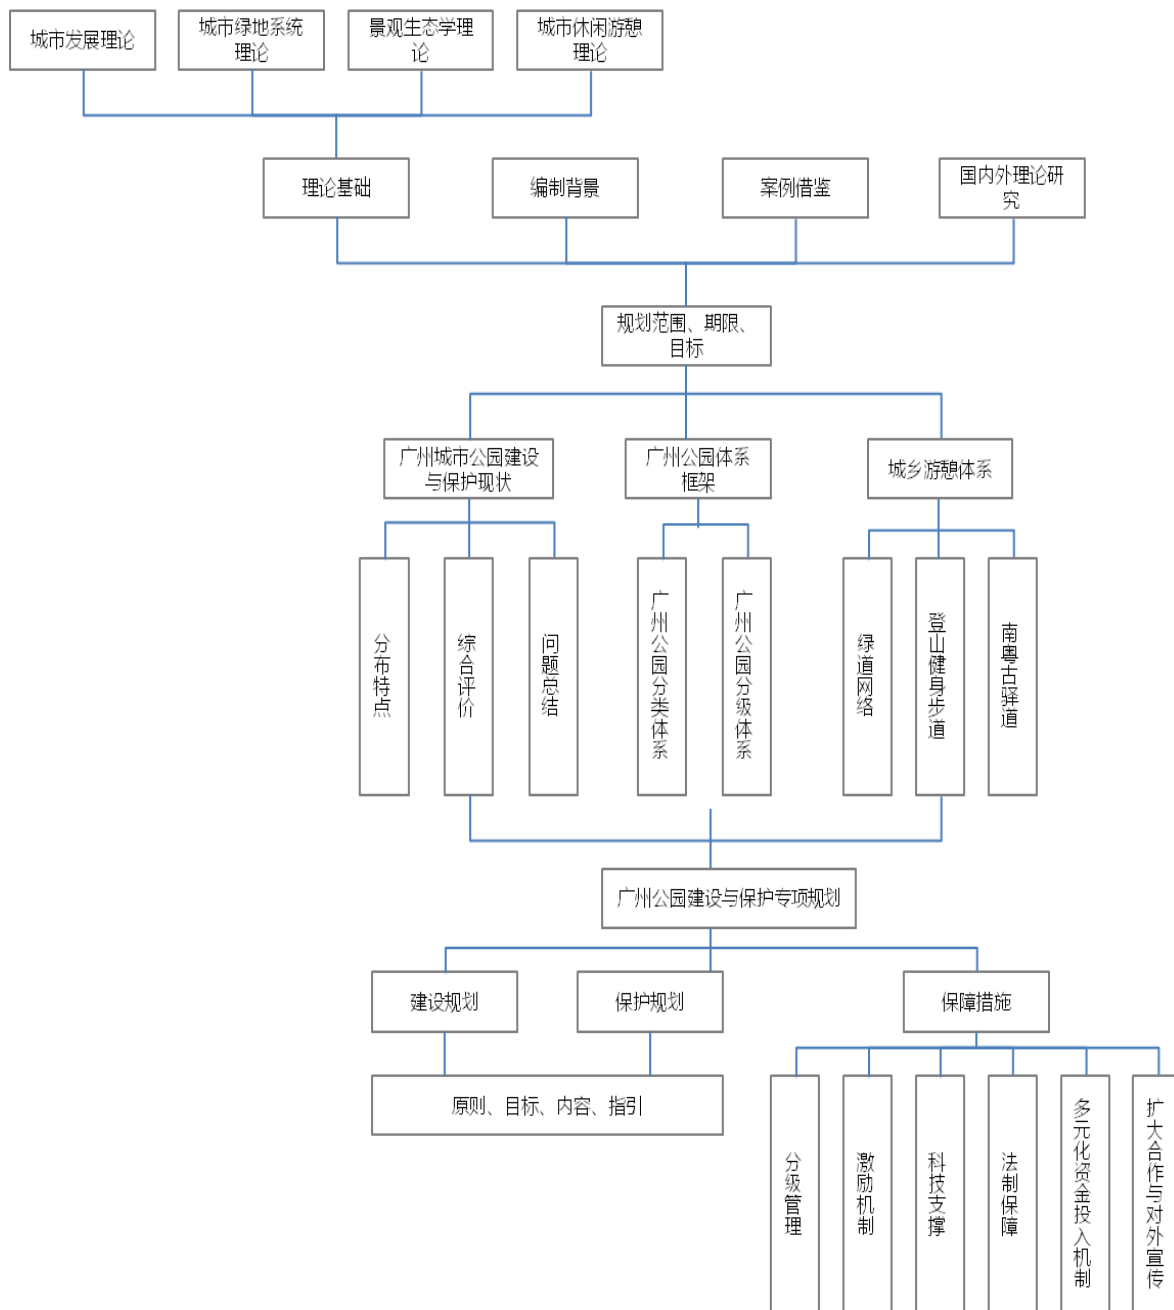 城市发展理论
城市绿地系统
理论
景观生态学理
论
城市休闲游憩
理论
理论基础
编制背景
案例借鉴
国内外理论研
究
规划范围、期限、
目标
广州城市公园建设
与保护现状
广州公园体系
框架
城乡游憩体系
分布特点
综合评价
问题总结
广州公园分类体系
广州公园分级体系
绿道网络
登山健身步道
南粤古驿道
广州公园建设与保护专项规划
建设规划
保护规划
保障措施
原则、目标、内容、指引
分级管理
激励机制
科技支撑
法制保障
多元化资金投入机制
扩大合作与对外宣传